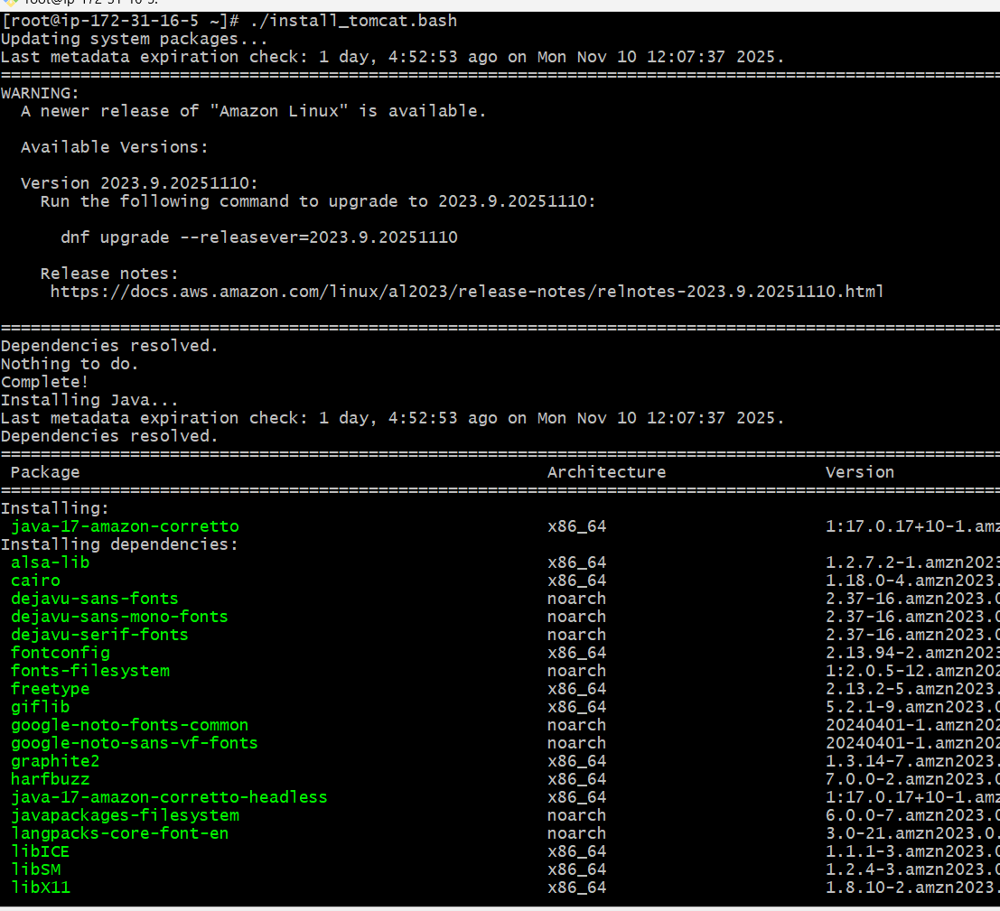 [root@ip-172-31-16-5 ~]# ./install_tomcat.bash
Updating system packages...
Last metadata expiration check: 1 day, 4:52:53 ago on Mon Nov 10 12:07:37 2025.
================================================================================
WARNING:
  A newer release of "Amazon Linux" is available.

  Available Versions:

  Version 2023.9.20251110:
    Run the following command to upgrade to 2023.9.20251110:

      dnf upgrade --releasever=2023.9.20251110

    Release notes:
     https://docs.aws.amazon.com/linux/al2023/release-notes/relnotes-2023.9.20251110.html

================================================================================
Dependencies resolved.
Nothing to do.
Complete!
Installing Java...
Last metadata expiration check: 1 day, 4:52:53 ago on Mon Nov 10 12:07:37 2025.
Dependencies resolved.
================================================================================
 Package Architecture Version
================================================================================
Installing:
 java-17-amazon-corretto x86_64 1:17.0.17+10-1.amz
Installing dependencies:
 alsa-lib x86_64 1.2.7.2-1.amzn2023
 cairo x86_64 1.18.0-4.amzn2023.
 dejavu-sans-fonts noarch 2.37-16.amzn2023.0
 dejavu-sans-mono-fonts noarch 2.37-16.amzn2023.0
 dejavu-serif-fonts noarch 2.37-16.amzn2023.0
 fontconfig x86_64 2.13.94-2.amzn2023
 fonts-filesystem noarch 1:2.0.5-12.amzn202
 freetype x86_64 2.13.2-5.amzn2023.
 giflib x86_64 5.2.1-9.amzn2023.0
 google-noto-fonts-common noarch 20240401-1.amzn202
 google-noto-sans-vf-fonts noarch 20240401-1.amzn202
 graphite2 x86_64 1.3.14-7.amzn2023.
 harfbuzz x86_64 7.0.0-2.amzn2023.0
 java-17-amazon-corretto-headless x86_64 1:17.0.17+10-1.amz
 javapackages-filesystem noarch 6.0.0-7.amzn2023.0
 langpacks-core-font-en noarch 3.0-21.amzn2023.0.
 libICE x86_64 1.1.1-3.amzn2023.0
 libSM x86_64 1.2.4-3.amzn2023.0
 libX11 x86_64 1.8.10-2.amzn2023.